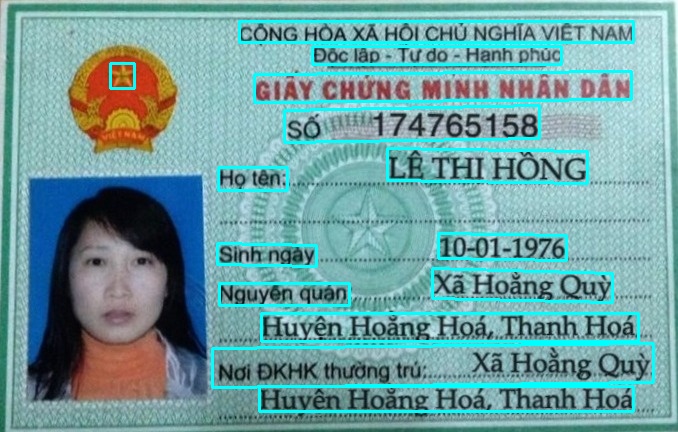 CỘNG HÒA XÃ HỘI CHỦ NGHĨA VIỆT NAM
Độc lập - Tự do - Hạnh phúc
GIẤY CHỨNG MINH NHÂN DÂN
SỐ 174765158
Họ tên: LÊ THỊ HỒNG
Sinh ngày 10-01-1976
Nguyên quán Xã Hoằng Quỳ
Huyện Hoằng Hoá, Thanh Hoá
Nơi ĐKHK thường trú: Xã Hoằng Quỳ
Huyện Hoằng Hoá, Thanh Hoá
VIỆT NAM